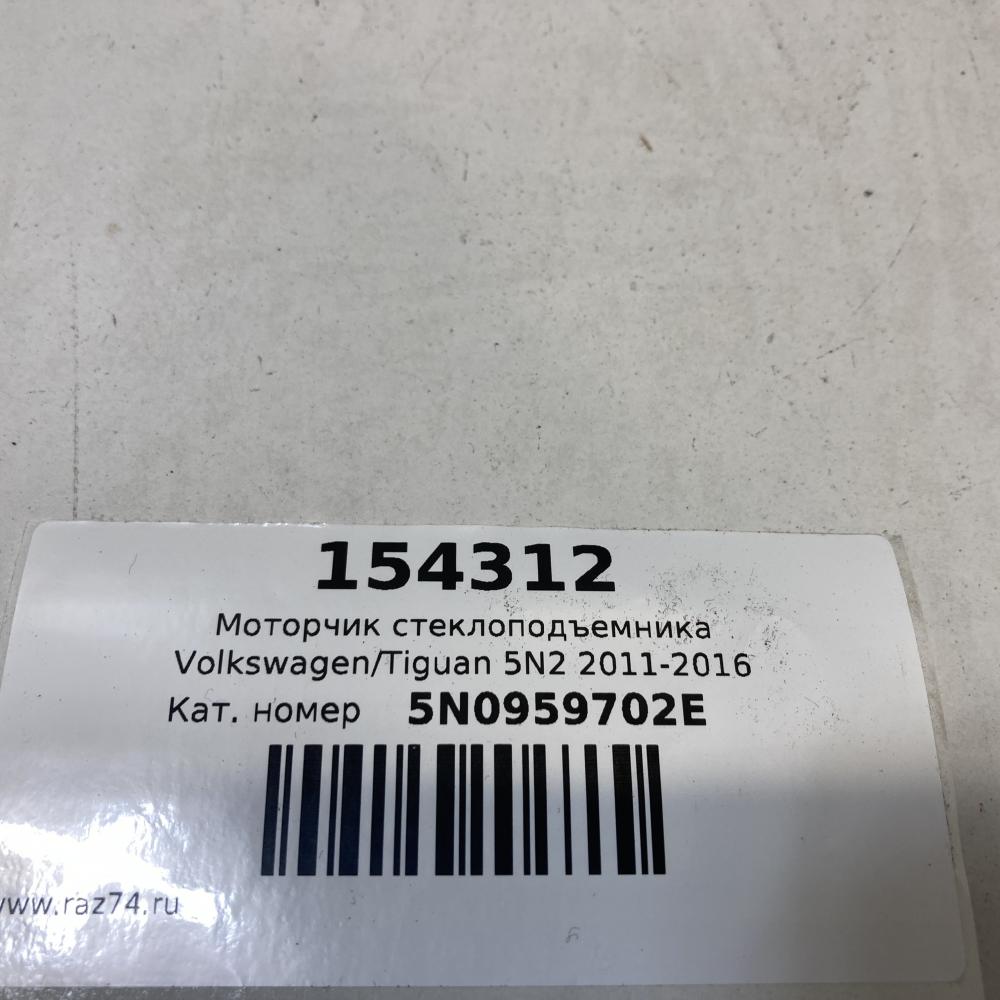 154312
Моторчик стеклоподъемника
Volkswagen/Tiguan 5N2 2011-2016
Кат. номер 5N0959702E
www.raz74.ru